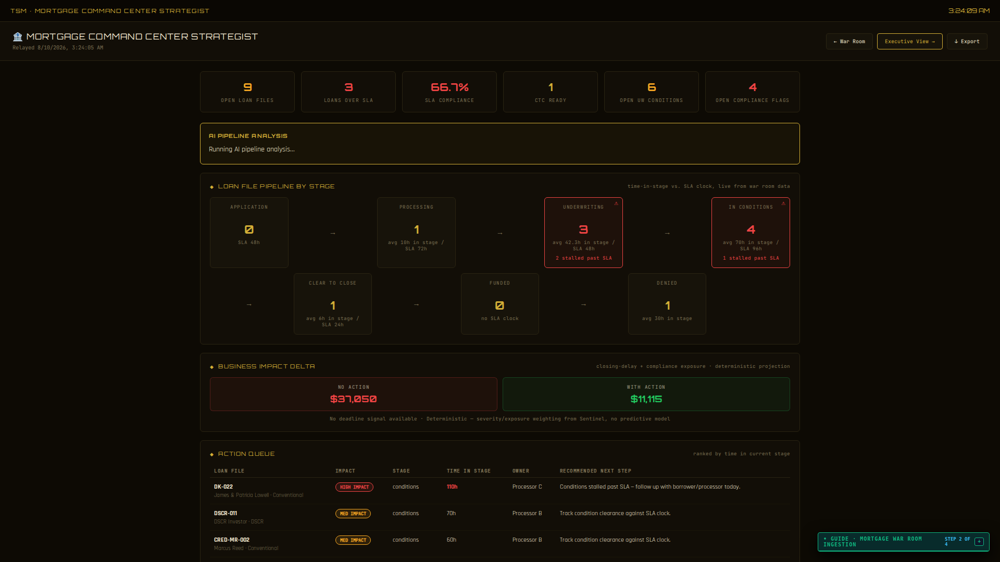 TSM · MORTGAGE COMMAND CENTER STRATEGIST
3:24:09 AM
🏦 MORTGAGE COMMAND CENTER STRATEGIST
Relayed 8/10/2026, 3:24:05 AM
← War Room
Executive View →
↓ Export
9
OPEN LOAN FILES
3
LOANS OVER SLA
66.7%
SLA COMPLIANCE
1
CTC READY
6
OPEN UW CONDITIONS
4
OPEN COMPLIANCE FLAGS
AI PIPELINE ANALYSIS
Running AI pipeline analysis...
◆ LOAN FILE PIPELINE BY STAGE
time-in-stage vs. SLA clock, live from war room data
APPLICATION
0
SLA 48h
→
PROCESSING
1
avg 10h in stage /
SLA 72h
→
UNDERWRITING
⚠
3
avg 42.3h in stage /
SLA 48h
2 stalled past SLA
→
IN CONDITIONS
⚠
4
avg 70h in stage /
SLA 96h
1 stalled past SLA
→
CLEAR TO CLOSE
1
avg 6h in stage /
SLA 24h
→
FUNDED
0
no SLA clock
→
DENIED
1
avg 30h in stage
◆ BUSINESS IMPACT DELTA
closing-delay + compliance exposure · deterministic projection
NO ACTION
$37,050
WITH ACTION
$11,115
No deadline signal available · Deterministic — severity/exposure weighting from Sentinel, no predictive model
◆ ACTION QUEUE
ranked by time in current stage
LOAN FILE IMPACT STAGE TIME IN STAGE OWNER RECOMMENDED NEXT STEP
DK-022 HIGH IMPACT conditions 110h Processor C Conditions stalled past SLA — follow up with borrower/processor today.
James & Patricia Lowell · Conventional
DSCR-011 MED IMPACT conditions 70h Processor B Track condition clearance against SLA clock.
DSCR Investor · DSCR
CRED-MR-002 MED IMPACT conditions 60h Processor B Track condition clearance against SLA clock.
Marcus Reed · Conventional
• GUIDE · MORTGAGE WAR ROOM
INGESTION
STEP 2 OF
4
+